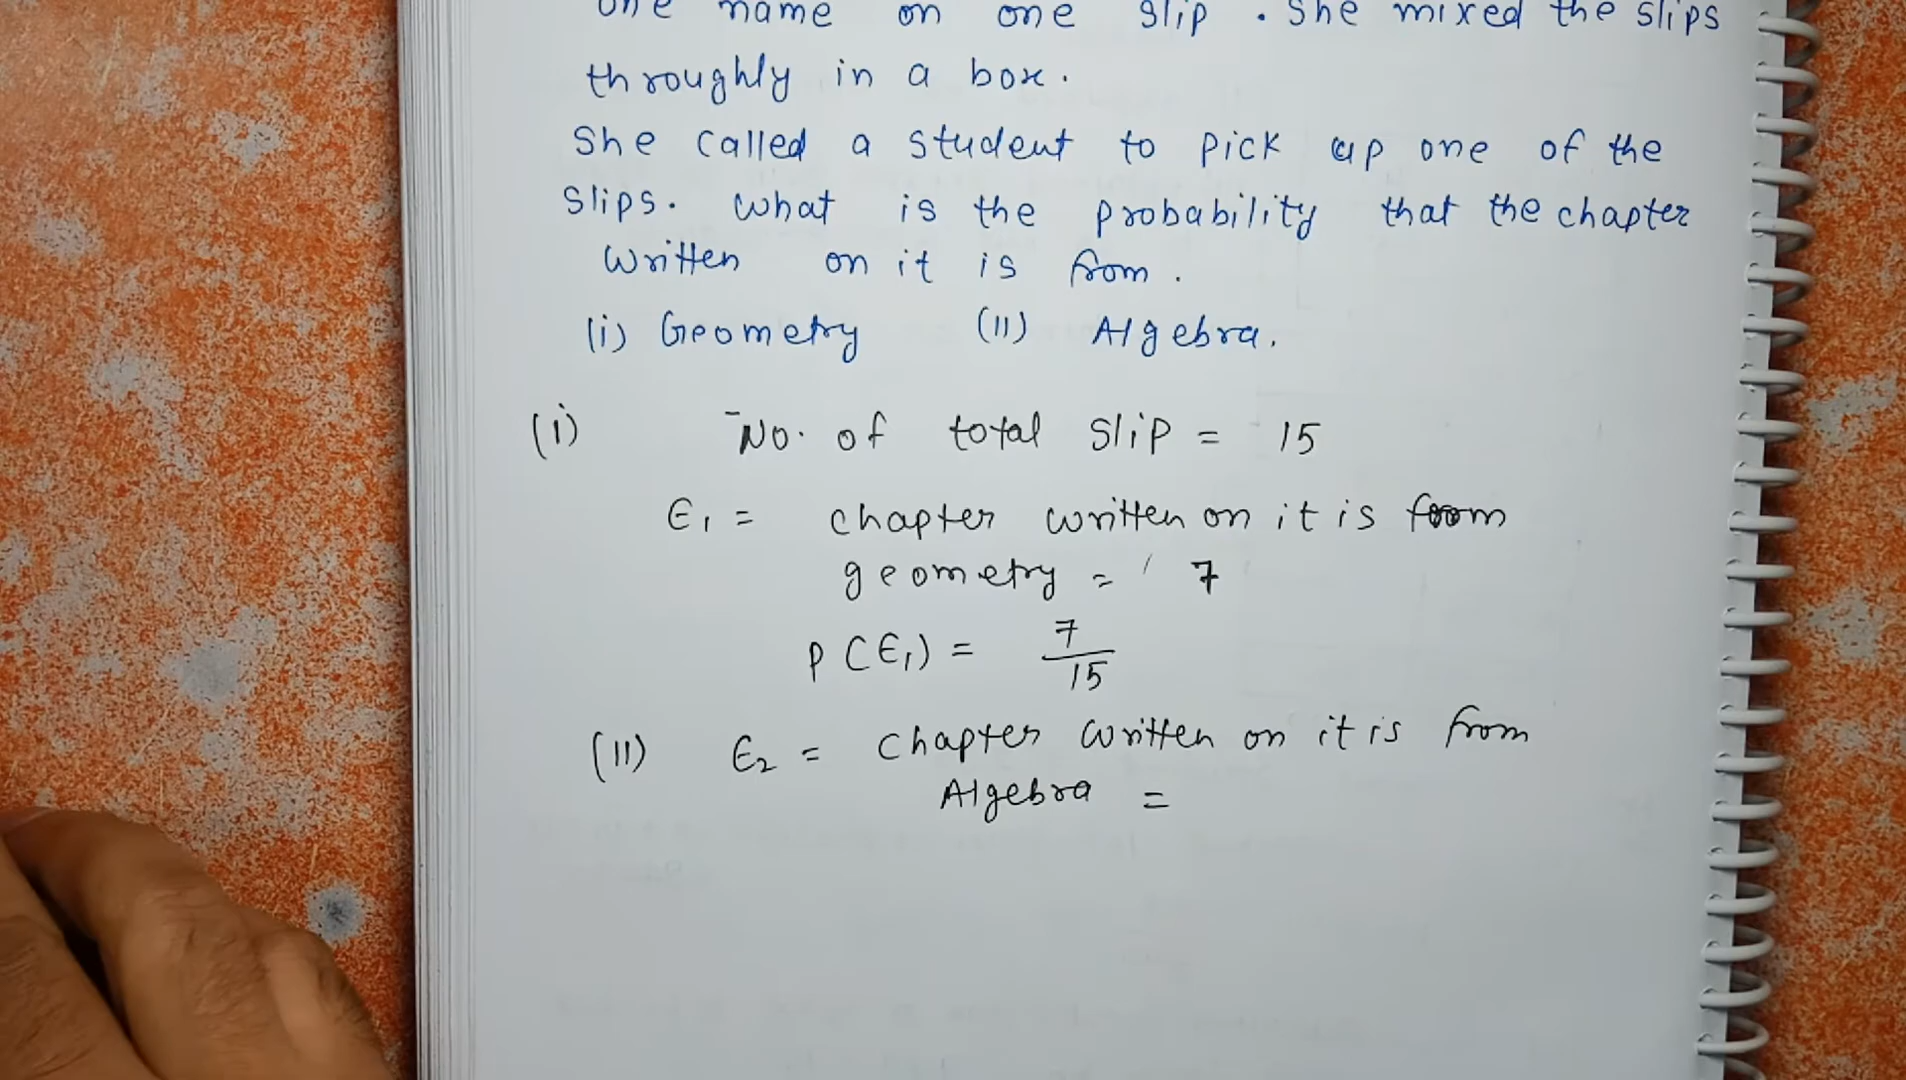 one name on one slip. She mixed the slips
throughly in a box.
She called a student to pick up one of the
slips. what is the probability that the chapter
written on it is from.
(i) Geometry (II) Algebra.
(i) No. of total slip = 15
E1 = chapter written on it is from
geometry = 7
P(E1) = 7/15
(II) E2 = chapter written on it is from
Algebra =